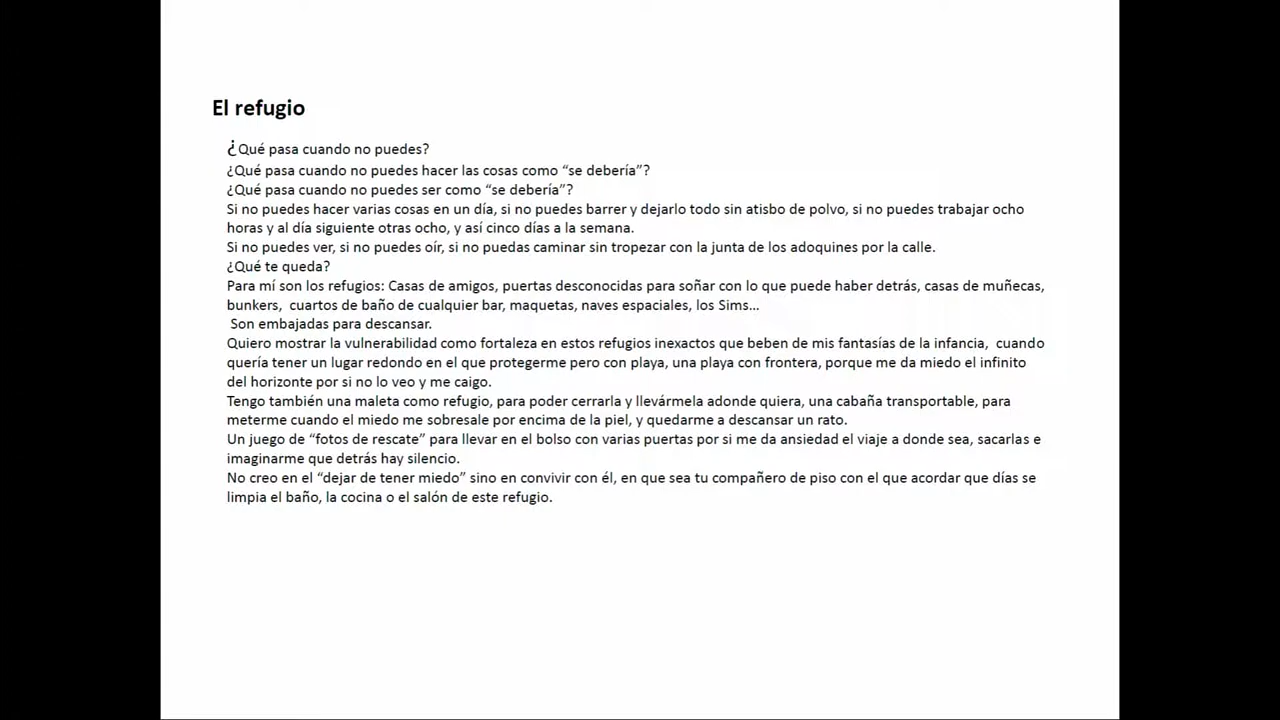 El refugio
¿Qué pasa cuando no puedes?
¿Qué pasa cuando no puedes hacer las cosas como “se debería”?
¿Qué pasa cuando no puedes ser como “se debería”?
Si no puedes hacer varias cosas en un día, si no puedes barrer y dejarlo todo sin atisbo de polvo, si no puedes trabajar ocho
horas y al día siguiente otras ocho, y así cinco días a la semana.
Si no puedes ver, si no puedes oír, si no puedas caminar sin tropezar con la junta de los adoquines por la calle.
¿Qué te queda?
Para mí son los refugios: Casas de amigos, puertas desconocidas para soñar con lo que puede haber detrás, casas de muñecas,
bunkers, cuartos de baño de cualquier bar, maquetas, naves espaciales, los Sims…
Son embajadas para descansar.
Quiero mostrar la vulnerabilidad como fortaleza en estos refugios inexactos que beben de mis fantasías de la infancia, cuando
quería tener un lugar redondo en el que protegerme pero con playa, una playa con frontera, porque me da miedo el infinito
del horizonte por si no lo veo y me caigo.
Tengo también una maleta como refugio, para poder cerrarla y llevármela adonde quiera, una cabaña transportable, para
meterme cuando el miedo me sobresale por encima de la piel, y quedarme a descansar un rato.
Un juego de “fotos de rescate” para llevar en el bolso con varias puertas por si me da ansiedad el viaje a donde sea, sacarlas e
imaginarme que detrás hay silencio.
No creo en el “dejar de tener miedo” sino en convivir con él, en que sea tu compañero de piso con el que acordar que días se
limpia el baño, la cocina o el salón de este refugio.